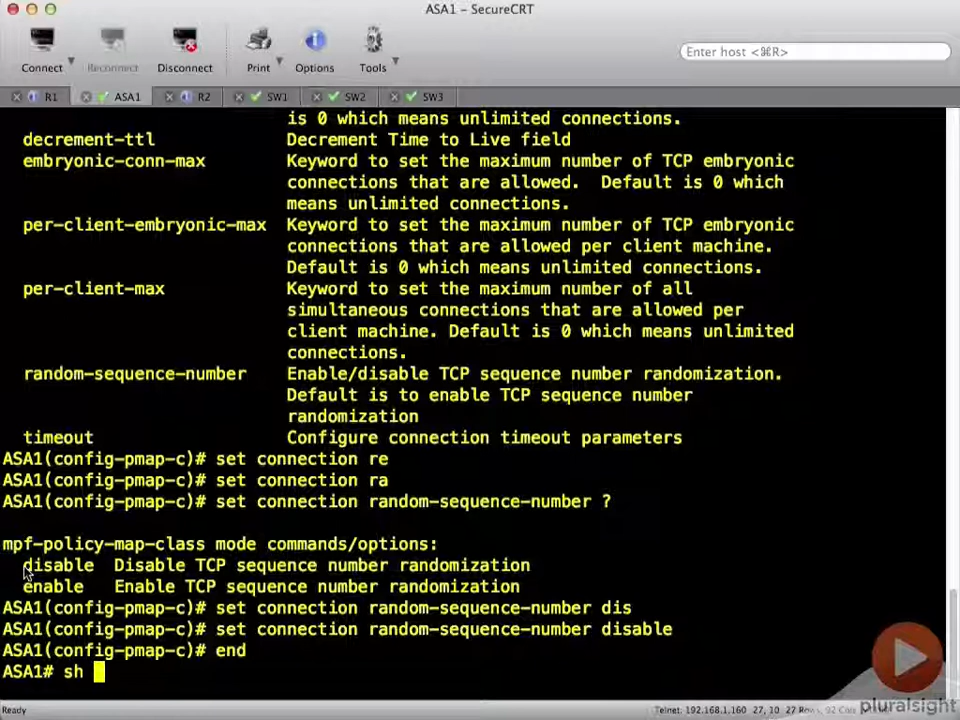 ASA1 – SecureCRT
Connect Reconnect Disconnect Print Options Tools
Enter host <⌘R>
R1 ASA1 R2 SW1 SW2 SW3
is 0 which means unlimited connections.
decrement-ttl Decrement Time to Live field
embryonic-conn-max Keyword to set the maximum number of TCP embryonic
connections that are allowed. Default is 0 which
means unlimited connections.
per-client-embryonic-max Keyword to set the maximum number of TCP embryonic
connections that are allowed per client machine.
Default is 0 which means unlimited connections.
per-client-max Keyword to set the maximum number of all
simultaneous connections that are allowed per
client machine. Default is 0 which means unlimited
connections.
random-sequence-number Enable/disable TCP sequence number randomization.
Default is to enable TCP sequence number
randomization
timeout Configure connection timeout parameters
ASA1(config-pmap-c)# set connection re
ASA1(config-pmap-c)# set connection ra
ASA1(config-pmap-c)# set connection random-sequence-number ?
mpf-policy-map-class mode commands/options:
disable Disable TCP sequence number randomization
enable Enable TCP sequence number randomization
ASA1(config-pmap-c)# set connection random-sequence-number dis
ASA1(config-pmap-c)# set connection random-sequence-number disable
ASA1(config-pmap-c)# end
ASA1# sh
pluralsight
Ready Telnet: 192.168.1.160 27, 10 27 Rows, 92